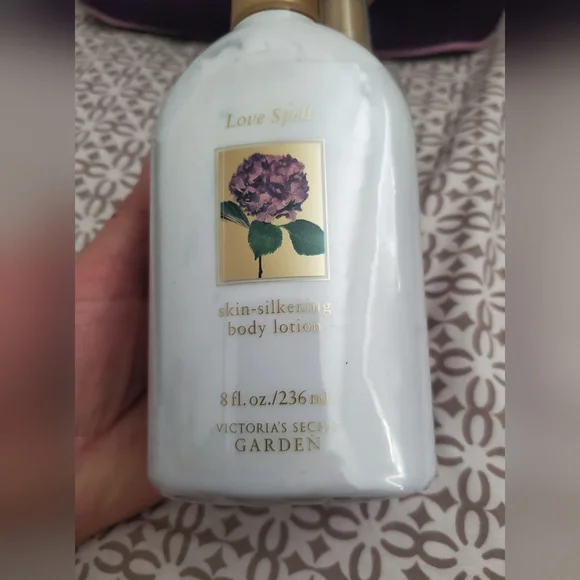 Love Spell
skin-silkening
body lotion
8 fl. oz./236 ml
VICTORIA'S SECRET
GARDEN